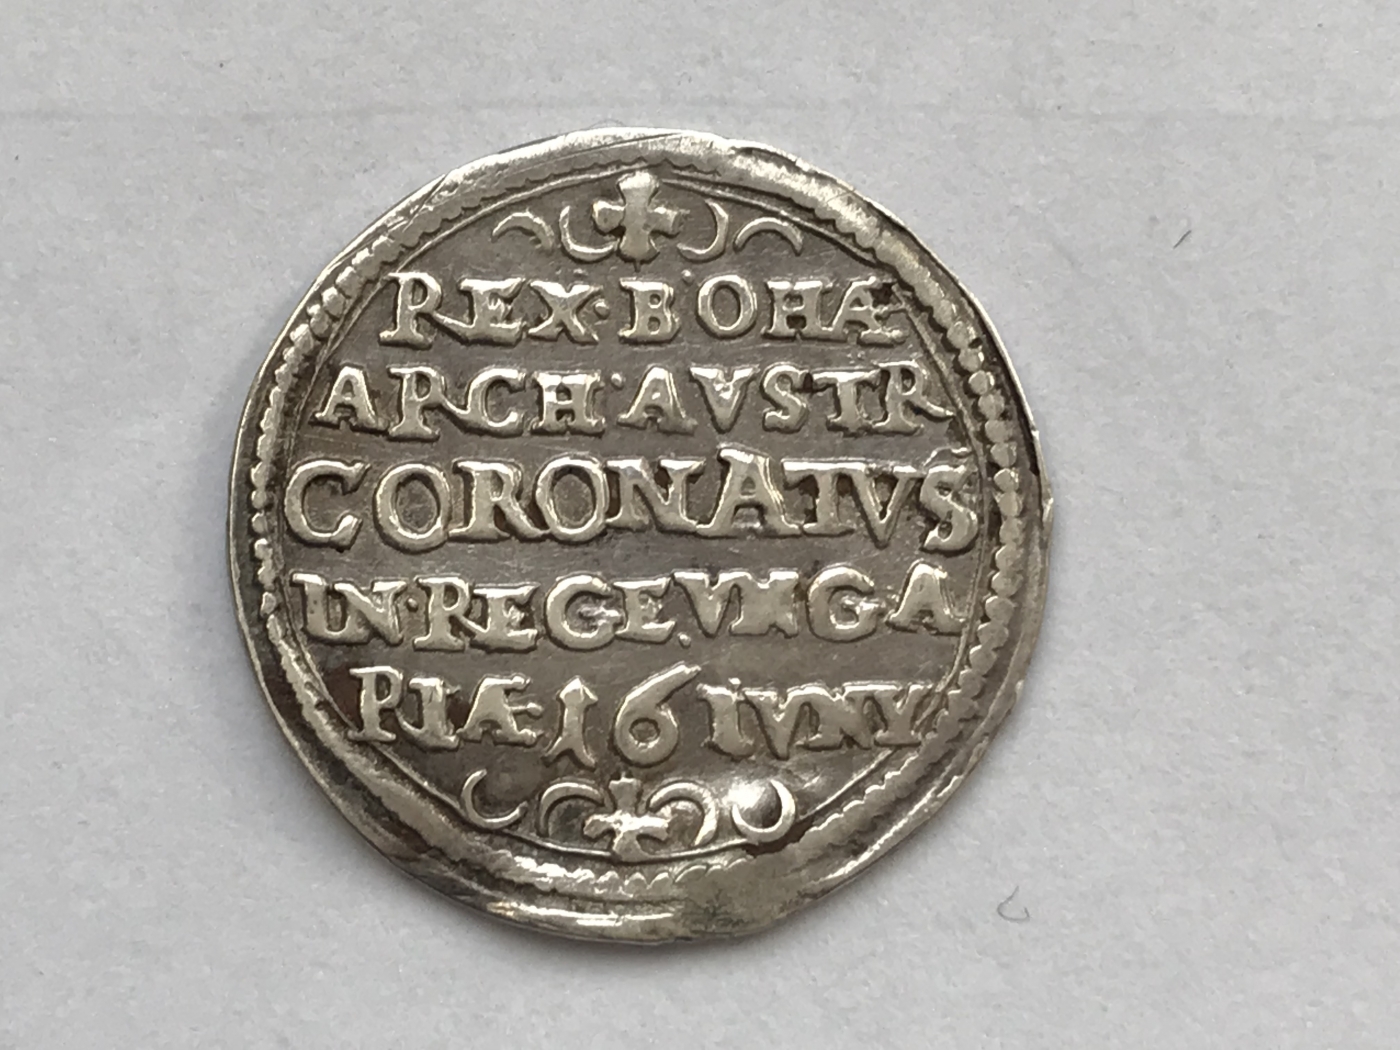 REX·BOHÆ
ARCH·AVSTR
CORONATVS
IN·REGE·VNGA
RIÆ·16 IVNY